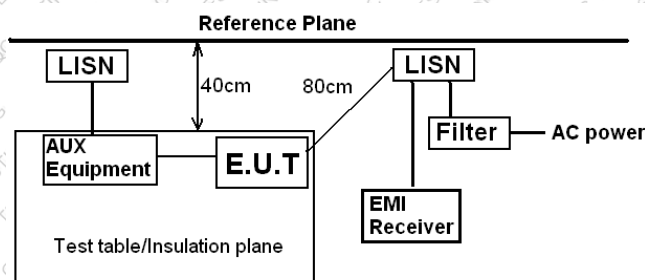 Reference Plane
LISN
40cm
80cm
LISN
Filter
AC power
AUX
Equipment
E.U.T
EMI
Receiver
Test table/Insulation plane